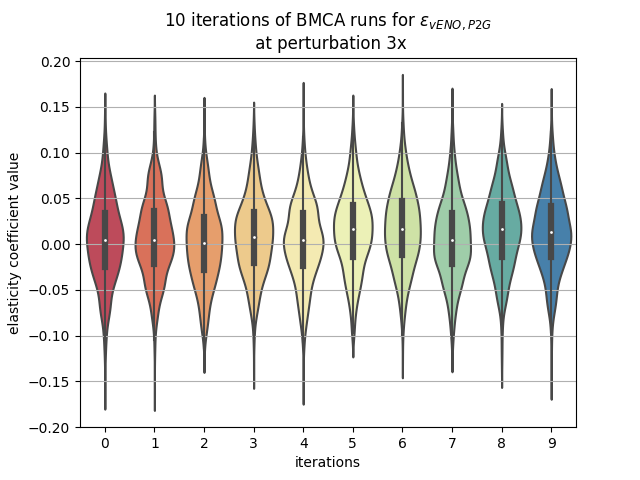 10 iterations of BMCA runs for ε_{vENO, P2G}
at perturbation 3x
elasticity coefficient value
0.20
0.15
0.10
0.05
0.00
−0.05
−0.10
−0.15
−0.20
0 1 2 3 4 5 6 7 8 9
iterations